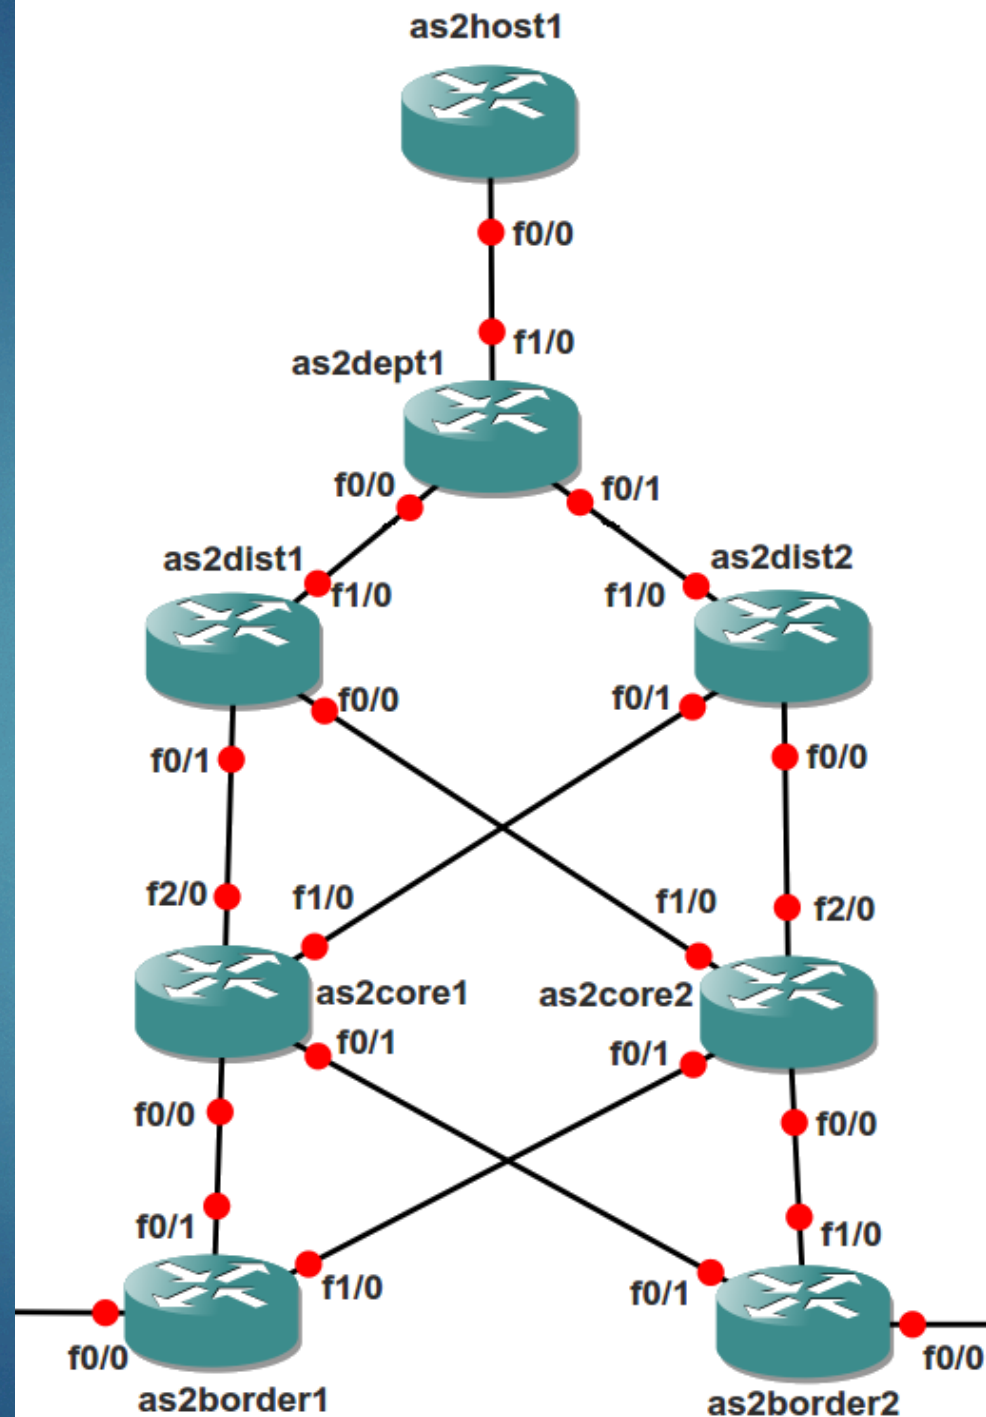 as2host1
f0/0
f1/0
as2dept1
f0/0
f0/1
as2dist1
as2dist2
f1/0
f1/0
f0/0
f0/1
f0/1
f0/0
f2/0
f1/0
f1/0
f2/0
as2core1
as2core2
f0/1
f0/1
f0/0
f0/0
f0/1
f1/0
f1/0
f0/1
f0/0
f0/0
as2border1
as2border2